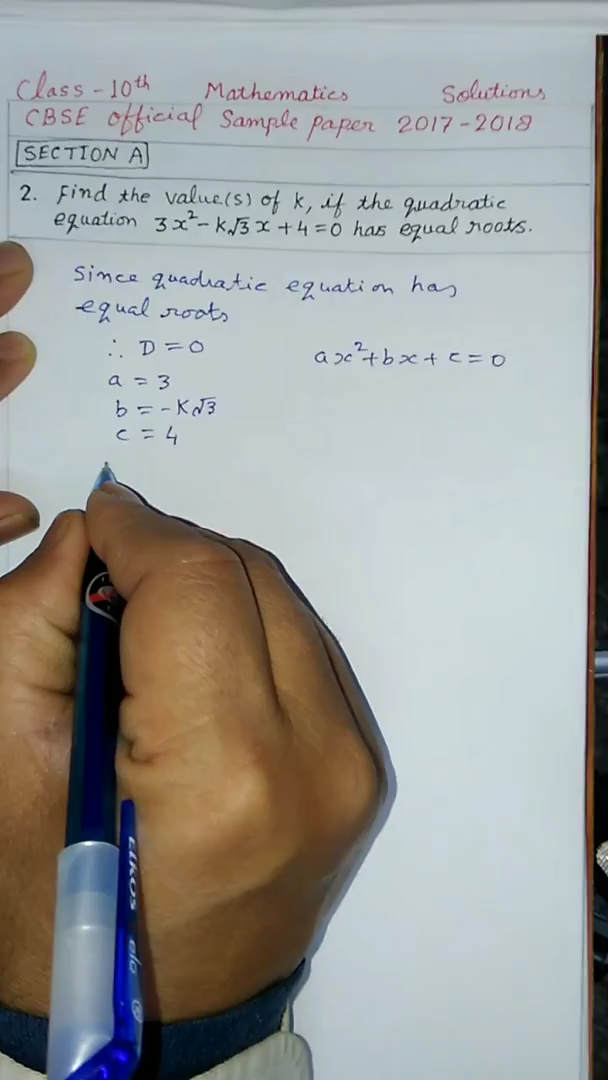 Class - 10th Mathematics Solutions
CBSE official Sample paper 2017-2018
SECTION A
2. Find the value(s) of k, if the quadratic
equation 3x² - k√3 x + 4 = 0 has equal roots.
Since quadratic equation has
equal roots
∴ D = 0
ax² + bx + c = 0
a = 3
b = -K√3
c = 4
elkos elo